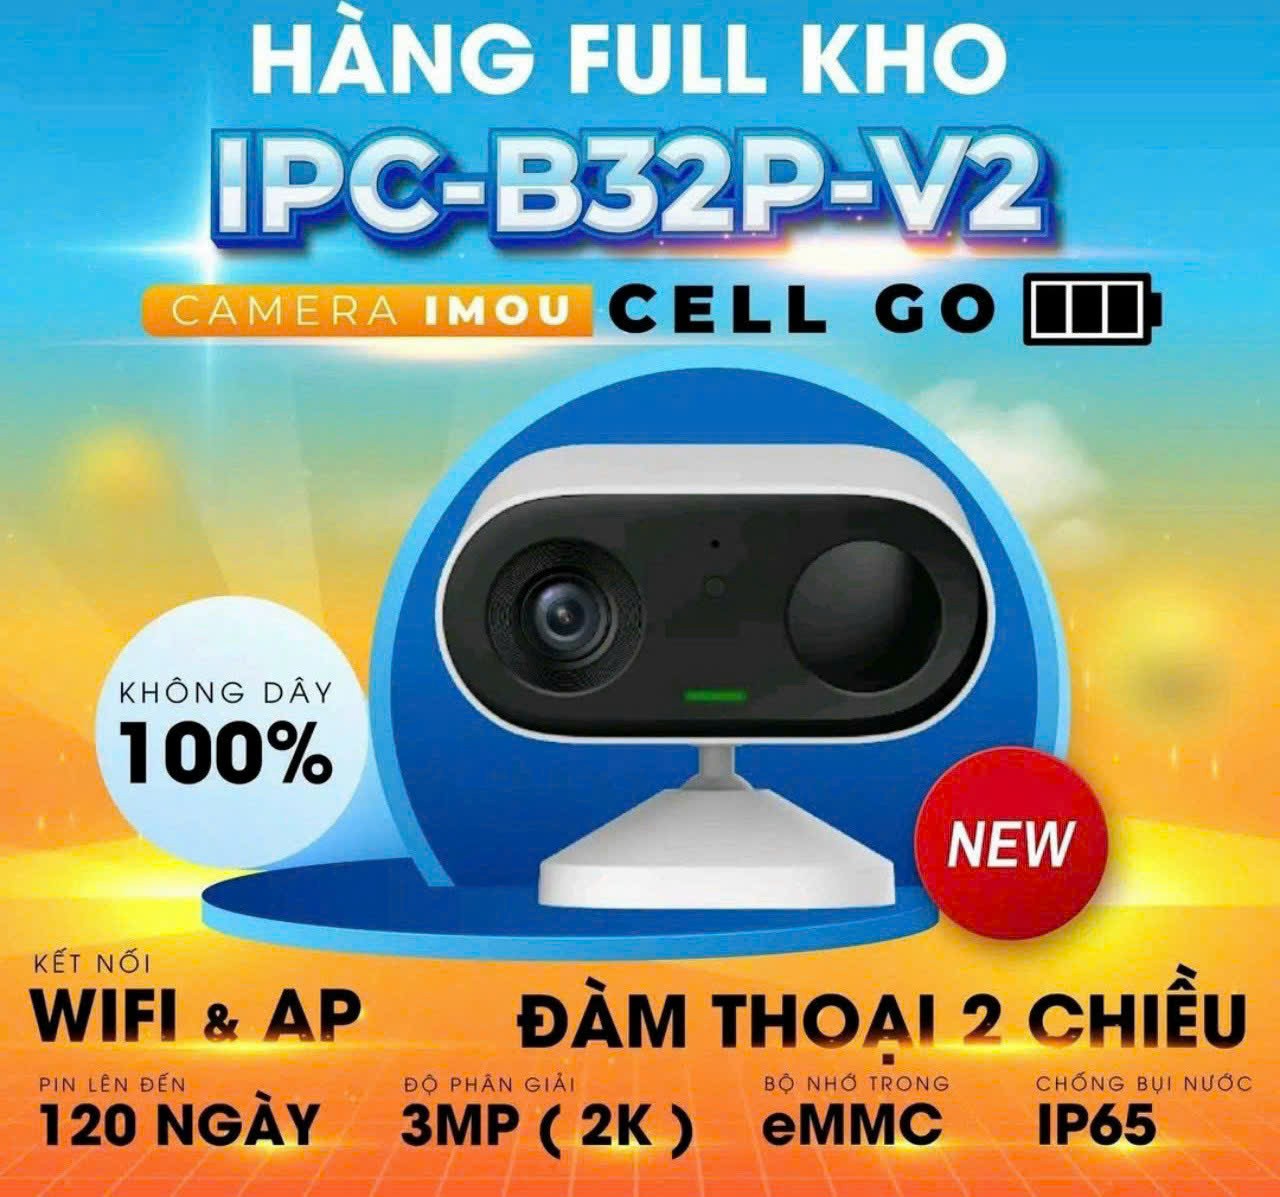 HÀNG FULL KHO
IPC-B32P-V2
CAMERA IMOU CELL GO
KHÔNG DÂY
100%
NEW
KẾT NỐI
WIFI & AP
ĐÀM THOẠI 2 CHIỀU
PIN LÊN ĐẾN
120 NGÀY
ĐỘ PHÂN GIẢI
3MP ( 2K )
BỘ NHỚ TRONG
eMMC
CHỐNG BỤI NƯỚC
IP65